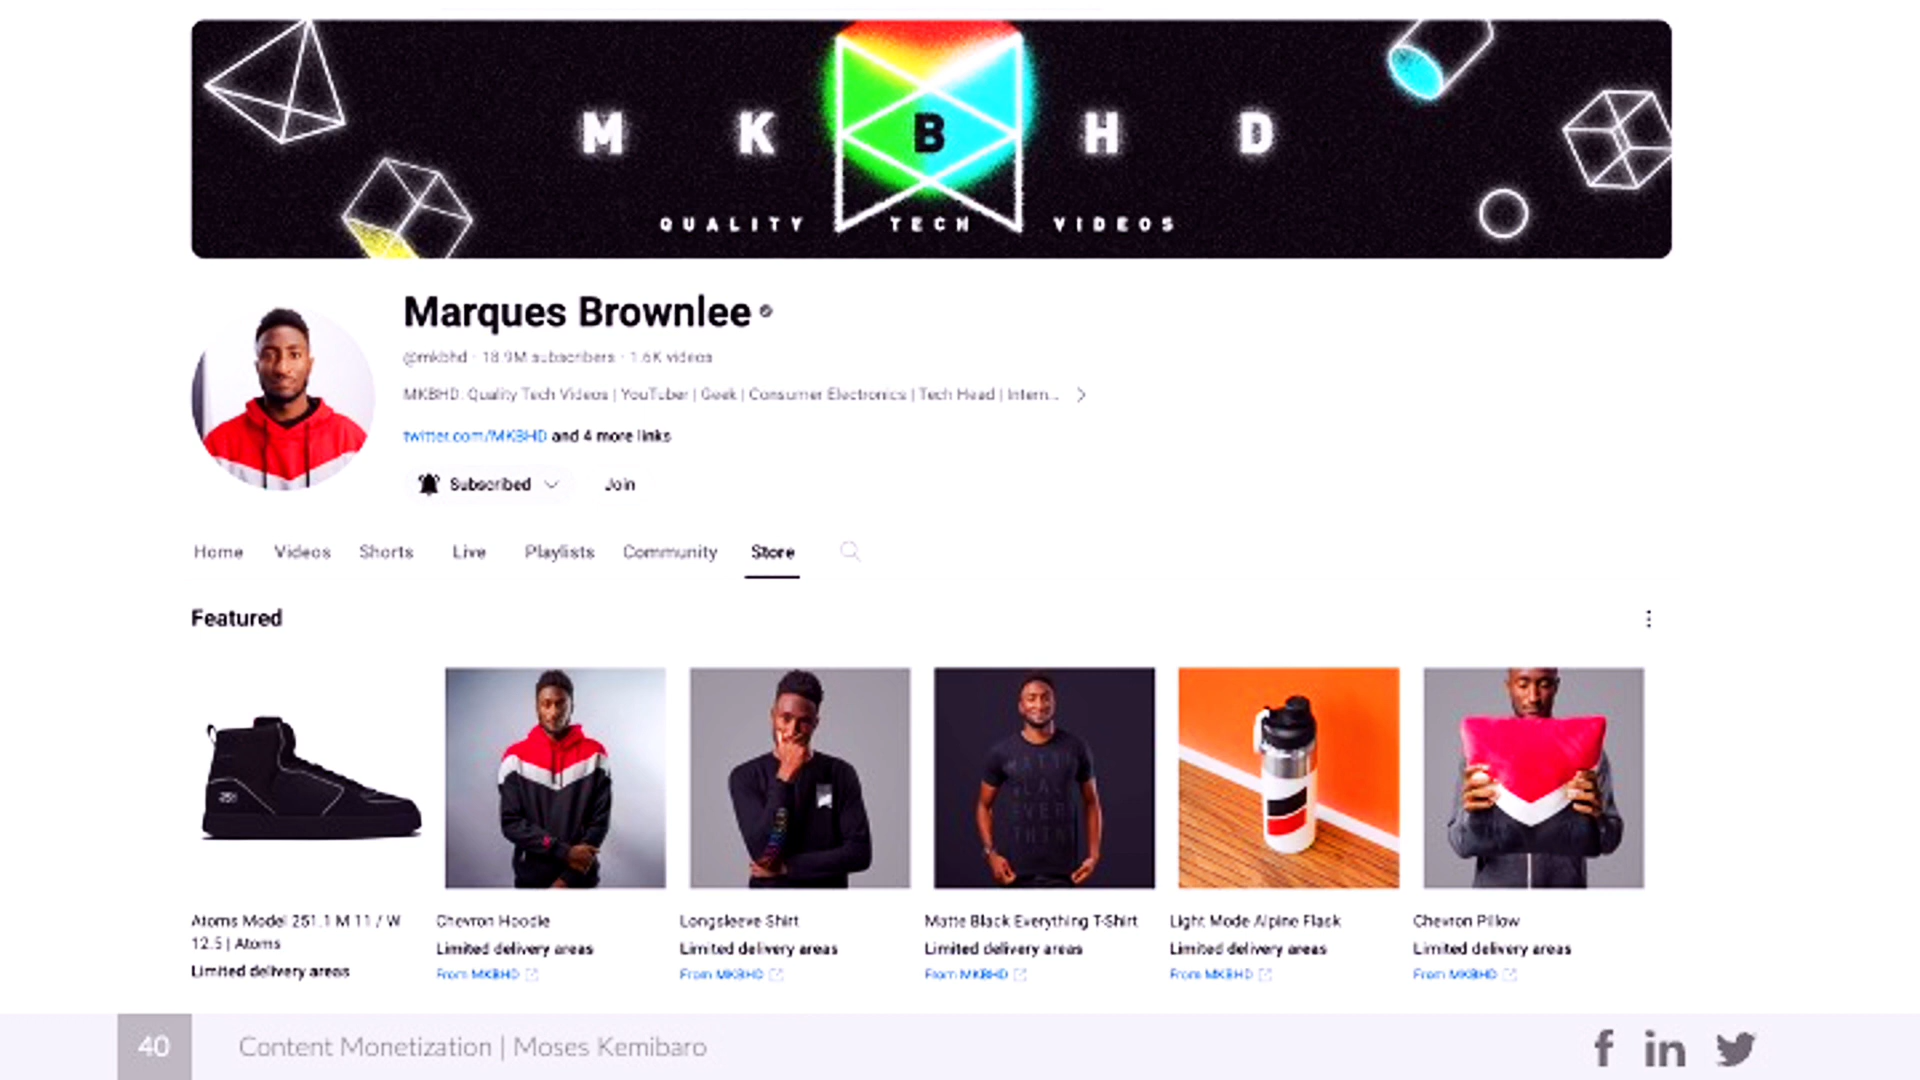 M K B H D
QUALITY TECH VIDEOS
Marques Brownlee
@mkbhd · 18.9M subscribers · 1.6K videos
MKBHD: Quality Tech Videos | YouTuber | Geek | Consumer Electronics | Tech Head | Intern...
twitter.com/MKBHD and 4 more links
Subscribed Join
Home Videos Shorts Live Playlists Community Store
Featured
251
MATTE
BLACK
EVERY
THING
Atoms Model 251.1 M 11 / W
12.5 | Atoms
Limited delivery areas
Chevron Hoodie
Limited delivery areas
From MKBHD
Longsleeve Shirt
Limited delivery areas
From MKBHD
Matte Black Everything T-Shirt
Limited delivery areas
From MKBHD
Light Mode Alpine Flask
Limited delivery areas
From MKBHD
Chevron Pillow
Limited delivery areas
From MKBHD
40 Content Monetization | Moses Kemibaro